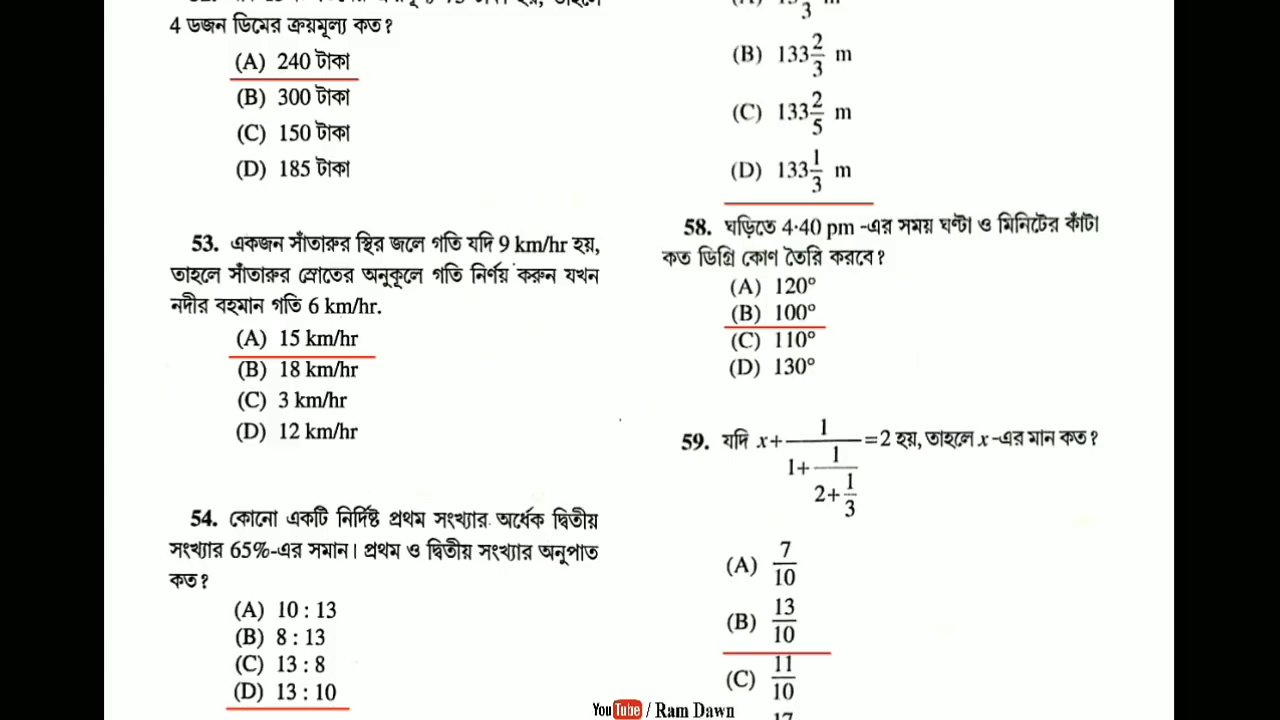 4 ডজন ডিমের ক্রয়মূল্য কত?
(A) 240 টাকা
(B) 300 টাকা
(C) 150 টাকা
(D) 185 টাকা
53. একজন সাঁতারুর স্থির জলে গতি যদি 9 km/hr হয়,
তাহলে সাঁতারুর স্রোতের অনুকূলে গতি নির্ণয় করুন যখন
নদীর বহমান গতি 6 km/hr.
(A) 15 km/hr
(B) 18 km/hr
(C) 3 km/hr
(D) 12 km/hr
54. কোনো একটি নির্দিষ্ট প্রথম সংখ্যার অর্ধেক দ্বিতীয়
সংখ্যার 65%-এর সমান। প্রথম ও দ্বিতীয় সংখ্যার অনুপাত
কত?
(A) 10 : 13
(B) 8 : 13
(C) 13 : 8
(D) 13 : 10
(B) 133 2/3 m
(C) 133 2/5 m
(D) 133 1/3 m
58. ঘড়িতে 4·40 pm -এর সময় ঘণ্টা ও মিনিটের কাঁটা
কত ডিগ্রি কোণ তৈরি করবে?
(A) 120°
(B) 100°
(C) 110°
(D) 130°
59. যদি x+1/(1+1/(2+1/3))=2 হয়, তাহলে x-এর মান কত?
(A) 7/10
(B) 13/10
(C) 11/10
YouTube / Ram Dawn